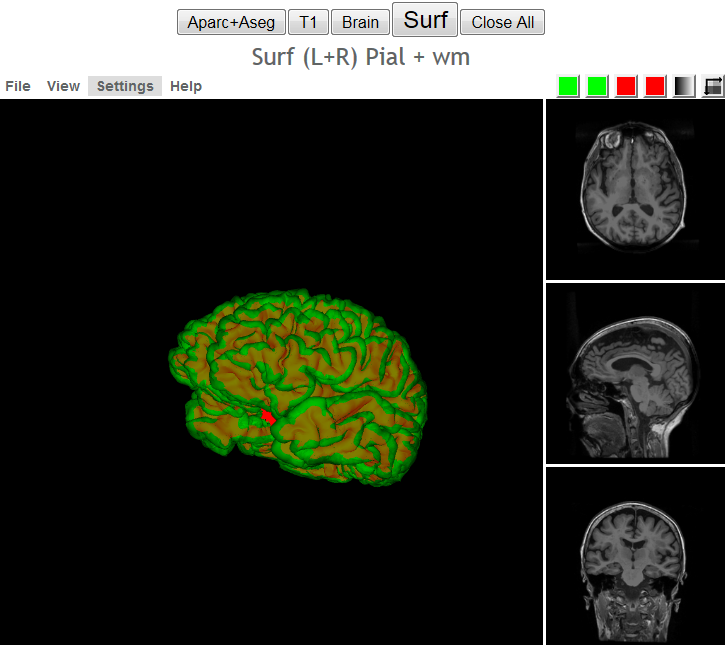 Aparc+Aseg T1 Brain Surf Close All
Surf (L+R) Pial + wm
File View Settings Help